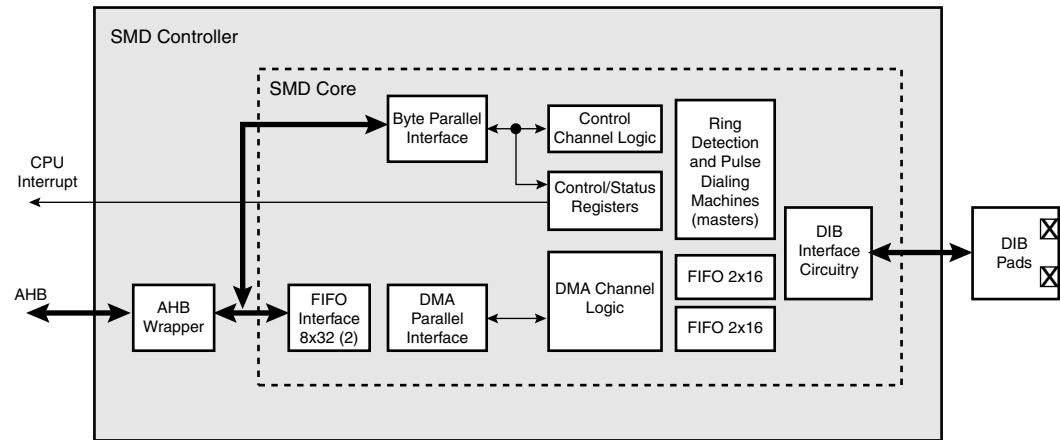 SMD Controller
SMD Core
Byte Parallel
Interface
Control
Channel Logic
Ring
Detection
and Pulse
Dialing
Machines
(masters)
CPU
Interrupt
Control/Status
Registers
DIB
Interface
Circuitry
DIB
Pads
AHB
AHB
Wrapper
FIFO
Interface
8x32 (2)
DMA
Parallel
Interface
DMA Channel
Logic
FIFO 2x16
FIFO 2x16